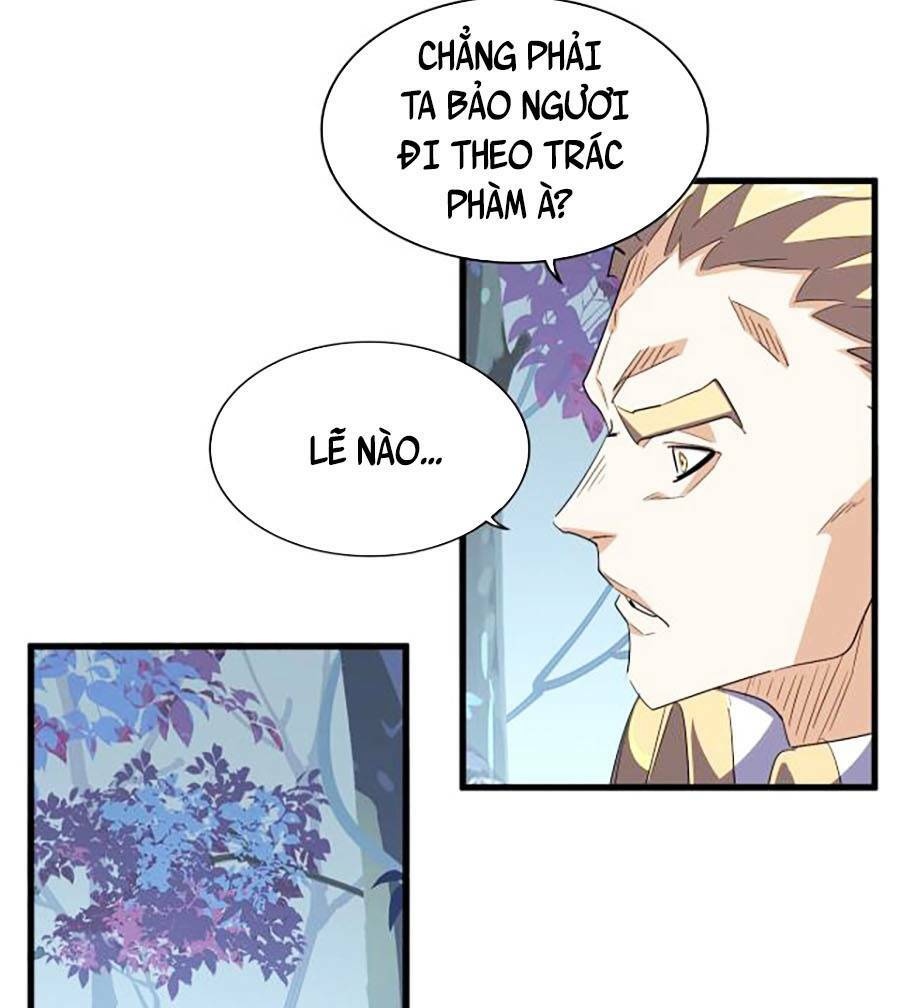 CHẲNG PHẢI
TA BẢO NGƯƠI
ĐI THEO TRÁC
PHÀM À?
LẼ NÀO...